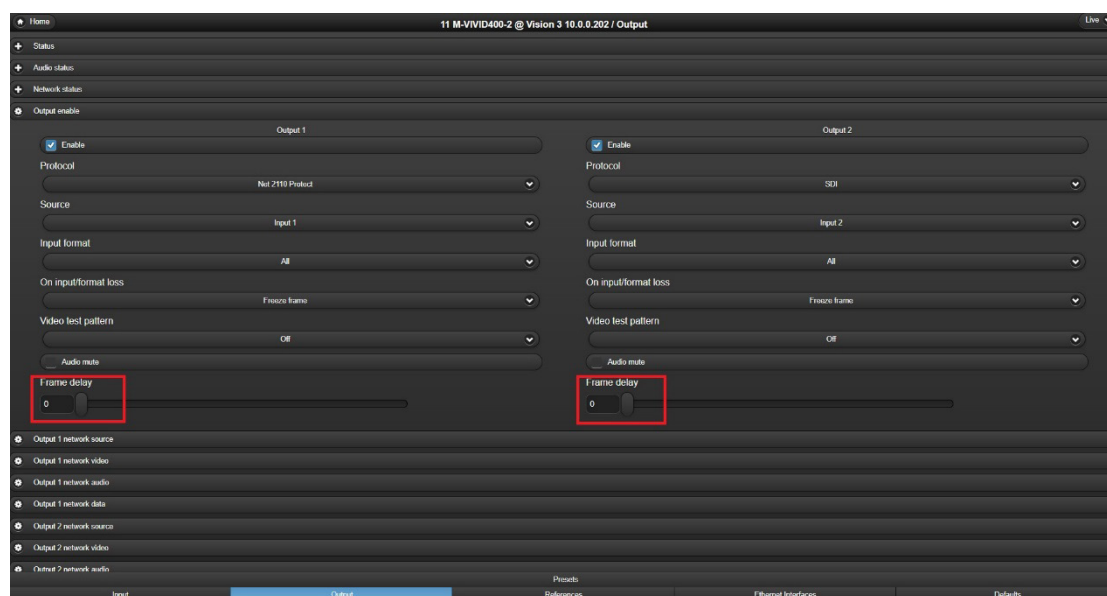 Home
11 M-VIVID400-2 @ Vision 3 10.0.0.202 / Output
Live
Status
Audio status
Network status
Output enable
Output 1
Output 2
Enable
Enable
Protocol
Protocol
Net 2110 Protect
SDI
Source
Source
Input 1
Input 2
Input format
Input format
All
All
On input/format loss
On input/format loss
Freeze frame
Freeze frame
Video test pattern
Video test pattern
Off
Off
Audio mute
Audio mute
Frame delay
Frame delay
0
0
Output 1 network source
Output 1 network video
Output 1 network audio
Output 1 network data
Output 2 network source
Output 2 network video
Output 2 network audio
Presets
Input
Output
References
Ethernet Interfaces
Defaults